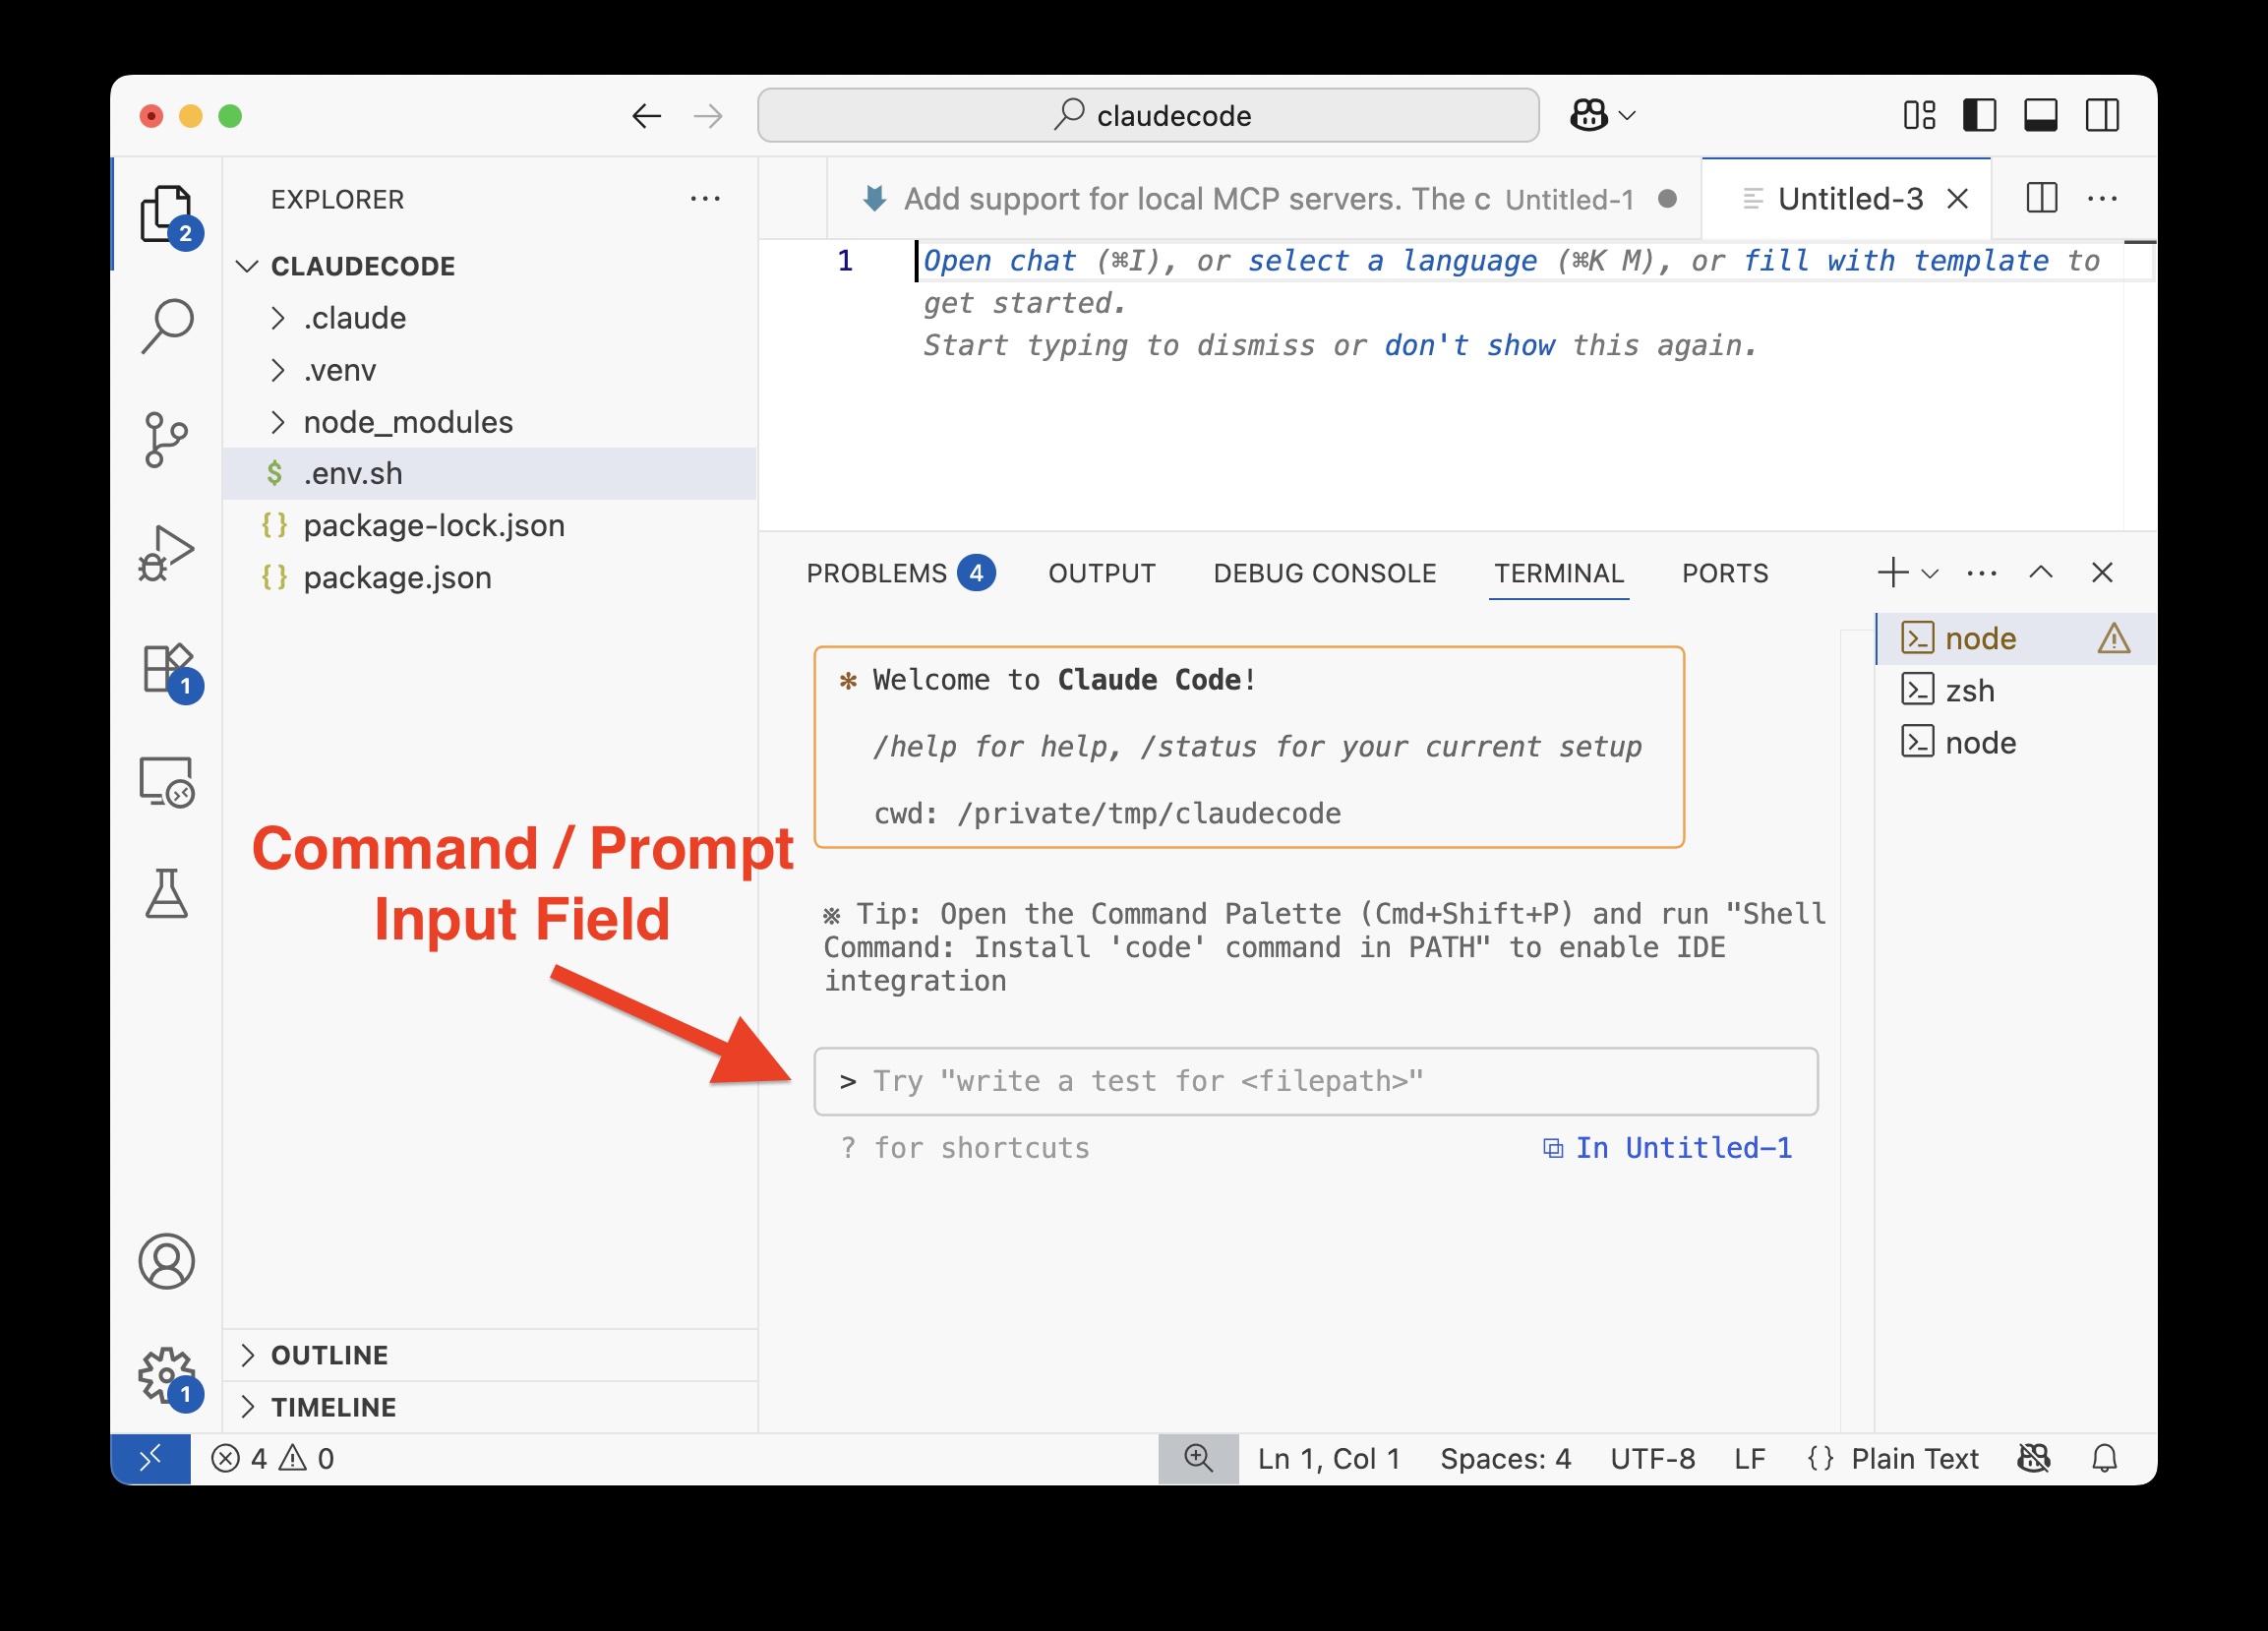 claudecode
EXPLORER
2
CLAUDECODE
.claude
.venv
node_modules
$ .env.sh
{} package-lock.json
{} package.json
1
OUTLINE
TIMELINE
1
Add support for local MCP servers. The c Untitled-1
Untitled-3
1
Open chat (⌘I), or select a language (⌘K M), or fill with template to
get started.
Start typing to dismiss or don't show this again.
PROBLEMS 4 OUTPUT DEBUG CONSOLE TERMINAL PORTS
✻ Welcome to Claude Code!
/help for help, /status for your current setup
cwd: /private/tmp/claudecode
※ Tip: Open the Command Palette (Cmd+Shift+P) and run "Shell
Command: Install 'code' command in PATH" to enable IDE
integration
> Try "write a test for <filepath>"
? for shortcuts
⧉ In Untitled-1
node
zsh
node
Command / Prompt
Input Field
4 0
Ln 1, Col 1 Spaces: 4 UTF-8 LF {} Plain Text